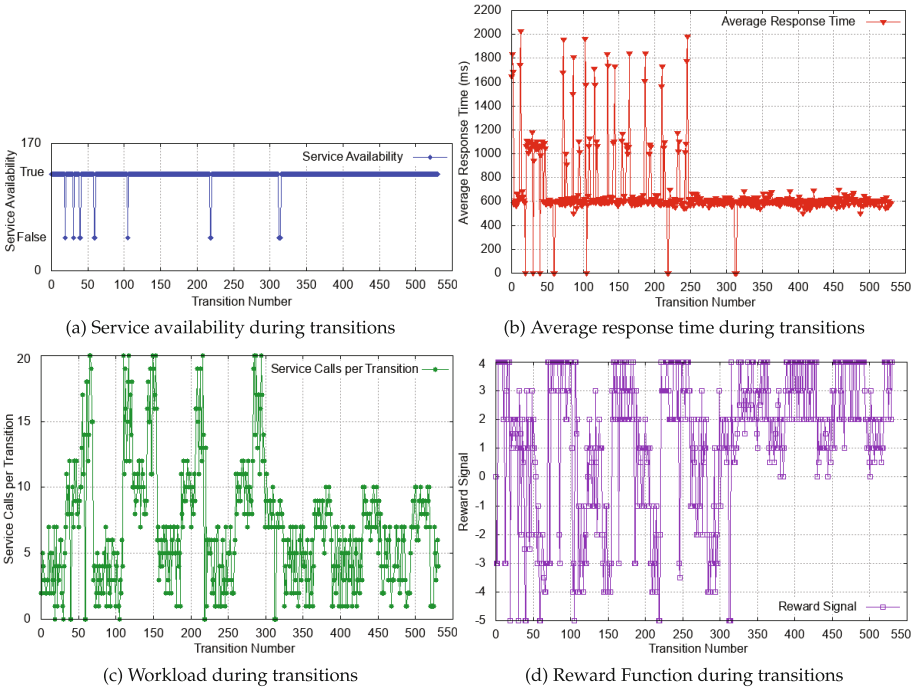 170
Service Availability
True
Service Availability
False
0
0 50 100 150 200 250 300 350 400 450 500 550
Transition Number
(a) Service availability during transitions
2200
Average Response Time
2000
1800
1600
1400
1200
1000
800
600
400
200
0
Average Response Time (ms)
0 50 100 150 200 250 300 350 400 450 500 550
Transition Number
(b) Average response time during transitions
20
Service Calls per Transition
15
10
5
0
Service Calls per Transition
0 50 100 150 200 250 300 350 400 450 500 550
Transition Number
(c) Workload during transitions
4
3
2
1
0
-1
-2
-3
-4
-5
Reward Signal
Reward Signal
0 50 100 150 200 250 300 350 400 450 500 550
Transition Number
(d) Reward Function during transitions